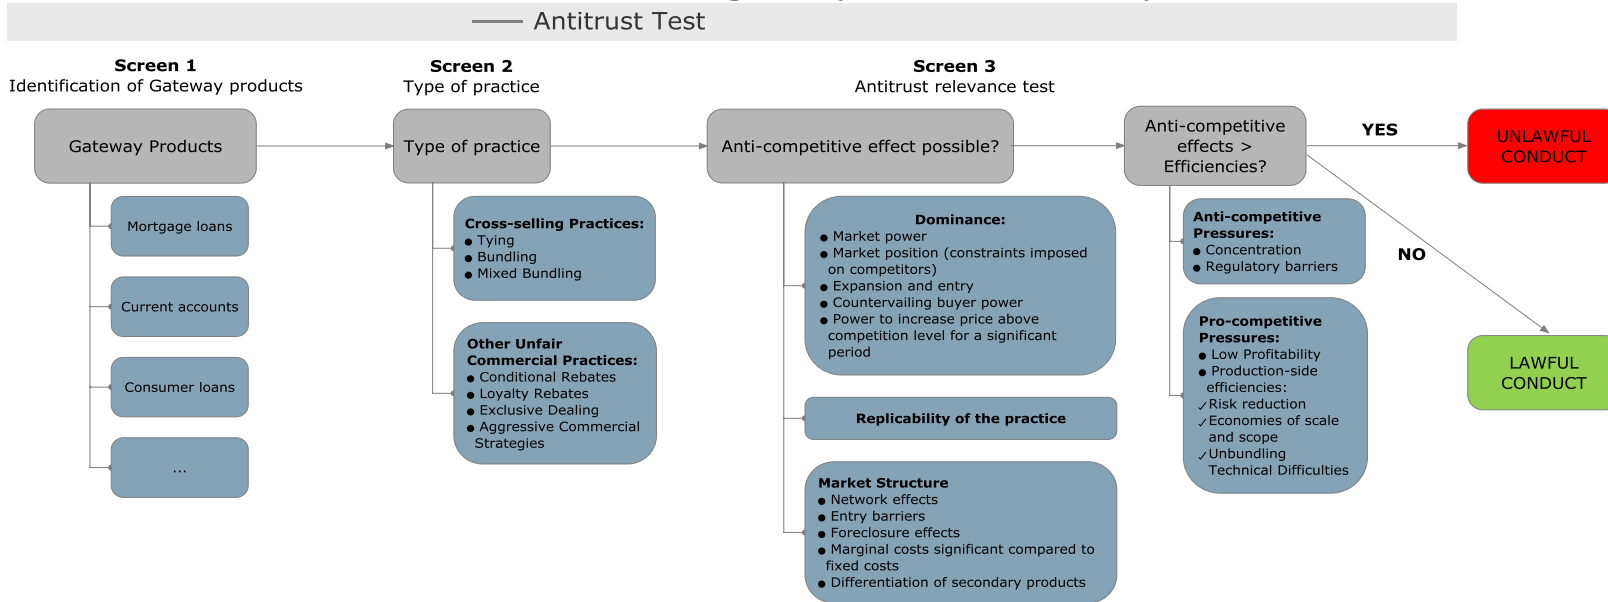 Antitrust Test
Screen 1
Identification of Gateway products
Screen 2
Type of practice
Screen 3
Antitrust relevance test
Gateway Products
Type of practice
Anti-competitive effect possible?
Anti-competitive
effects >
Efficiencies?
YES
NO
UNLAWFUL
CONDUCT
LAWFUL
CONDUCT
Mortgage loans
Current accounts
Consumer loans
...
Cross-selling Practices:
● Tying
● Bundling
● Mixed Bundling
Other Unfair
Commercial Practices:
● Conditional Rebates
● Loyalty Rebates
● Exclusive Dealing
● Aggressive Commercial
Strategies
Dominance:
● Market power
● Market position (constraints imposed
on competitors)
● Expansion and entry
● Countervailing buyer power
● Power to increase price above
competition level for a significant
period
Replicability of the practice
Market Structure
● Network effects
● Entry barriers
● Foreclosure effects
● Marginal costs significant compared to
fixed costs
● Differentiation of secondary products
Anti-competitive
Pressures:
● Concentration
● Regulatory barriers
Pro-competitive
Pressures:
● Low Profitability
● Production-side
efficiencies:
✓Risk reduction
✓Economies of scale
and scope
✓Unbundling
Technical Difficulties